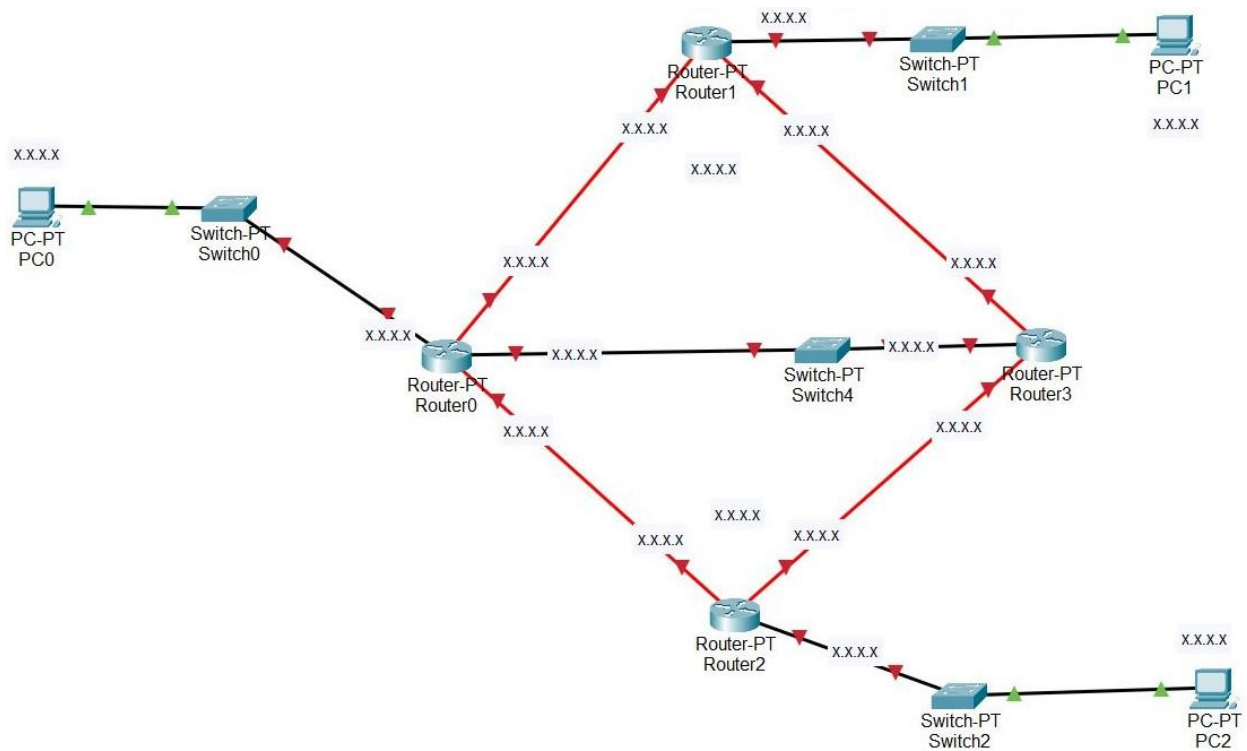 X.X.X.X
Router-PT
Router1
Switch-PT
Switch1
PC-PT
PC1
X.X.X.X
X.X.X.X
X.X.X.X
X.X.X.X
X.X.X.X
PC-PT
PC0
Switch-PT
Switch0
X.X.X.X
X.X.X.X
X.X.X.X
Router-PT
Router0
X.X.X.X
Switch-PT
Switch4
X.X.X.X
Router-PT
Router3
X.X.X.X
X.X.X.X
X.X.X.X
X.X.X.X
X.X.X.X
Router-PT
Router2
X.X.X.X
X.X.X.X
Switch-PT
Switch2
PC-PT
PC2